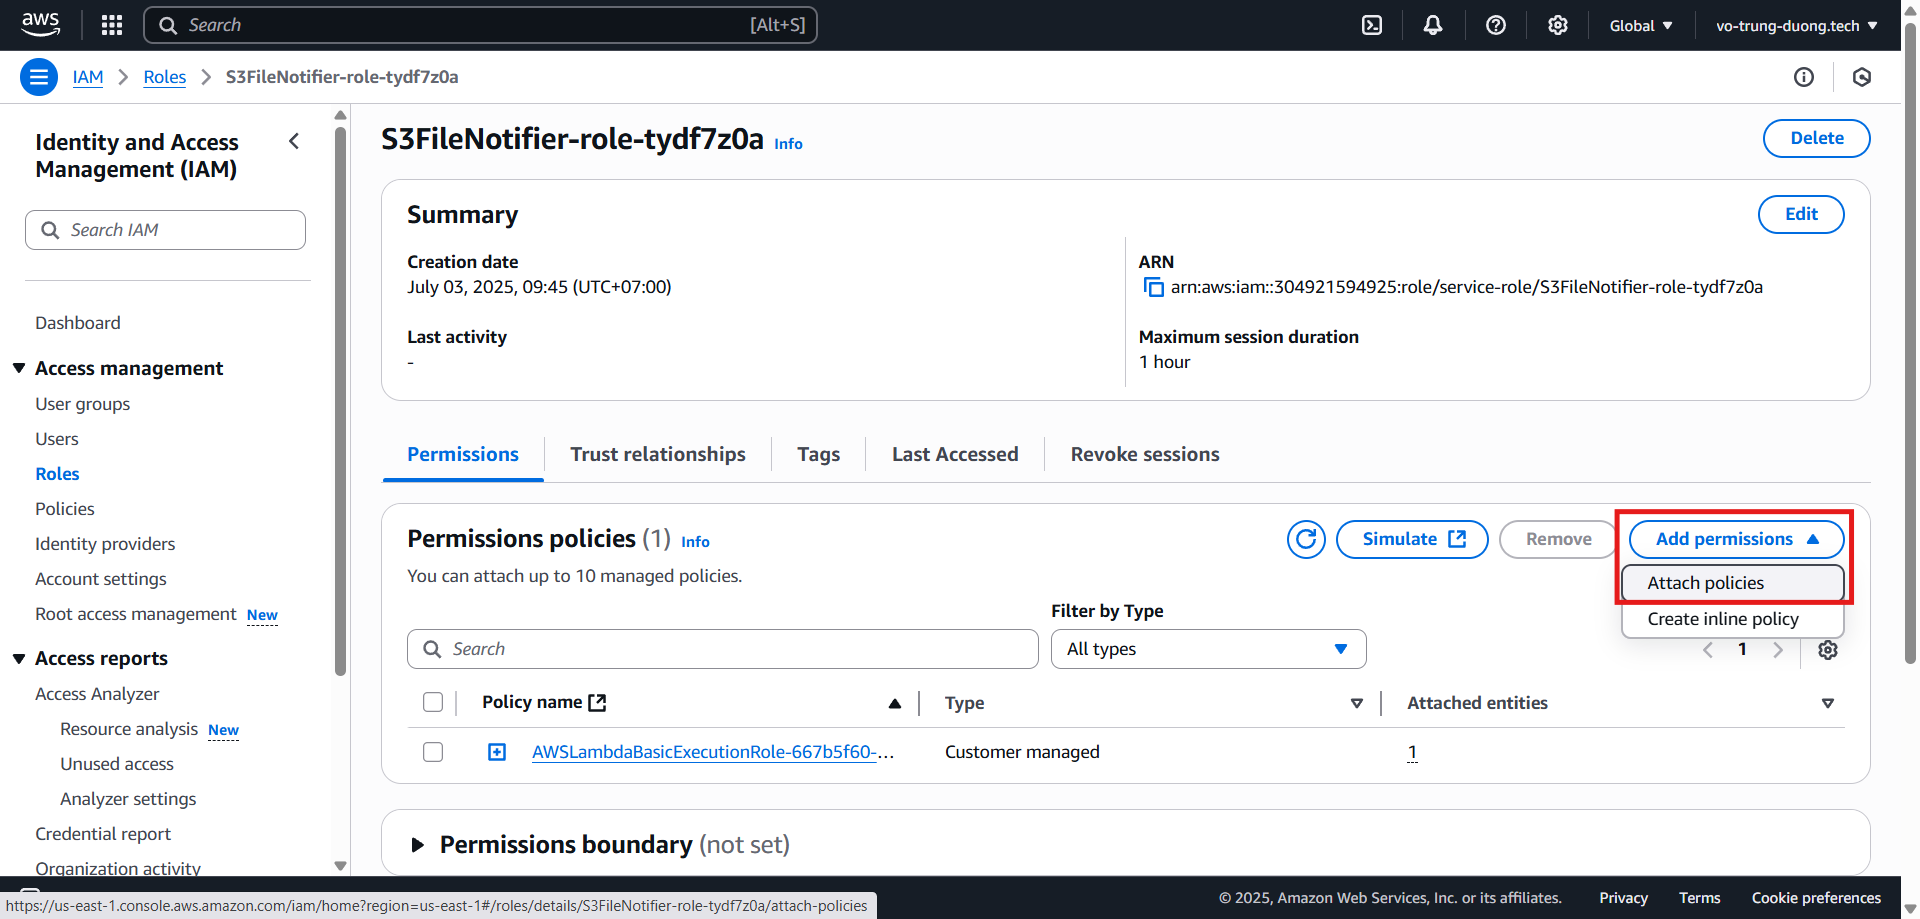 aws
Search
[Alt+S]
Global
vo-trung-duong.tech
IAM
Roles
S3FileNotifier-role-tydf7z0a
Identity and Access
Management (IAM)
Search IAM
Dashboard
Access management
User groups
Users
Roles
Policies
Identity providers
Account settings
Root access management New
Access reports
Access Analyzer
Resource analysis New
Unused access
Analyzer settings
Credential report
Organization activity
S3FileNotifier-role-tydf7z0a Info
Delete
Summary
Edit
Creation date
July 03, 2025, 09:45 (UTC+07:00)
ARN
arn:aws:iam::304921594925:role/service-role/S3FileNotifier-role-tydf7z0a
Last activity
-
Maximum session duration
1 hour
Permissions
Trust relationships
Tags
Last Accessed
Revoke sessions
Permissions policies (1) Info
You can attach up to 10 managed policies.
Simulate
Remove
Add permissions
Attach policies
Create inline policy
Filter by Type
Search
All types
1
Policy name
Type
Attached entities
AWSLambdaBasicExecutionRole-667b5f60-...
Customer managed
1
Permissions boundary (not set)
https://us-east-1.console.aws.amazon.com/iam/home?region=us-east-1#/roles/details/S3FileNotifier-role-tydf7z0a/attach-policies
© 2025, Amazon Web Services, Inc. or its affiliates.
Privacy
Terms
Cookie preferences